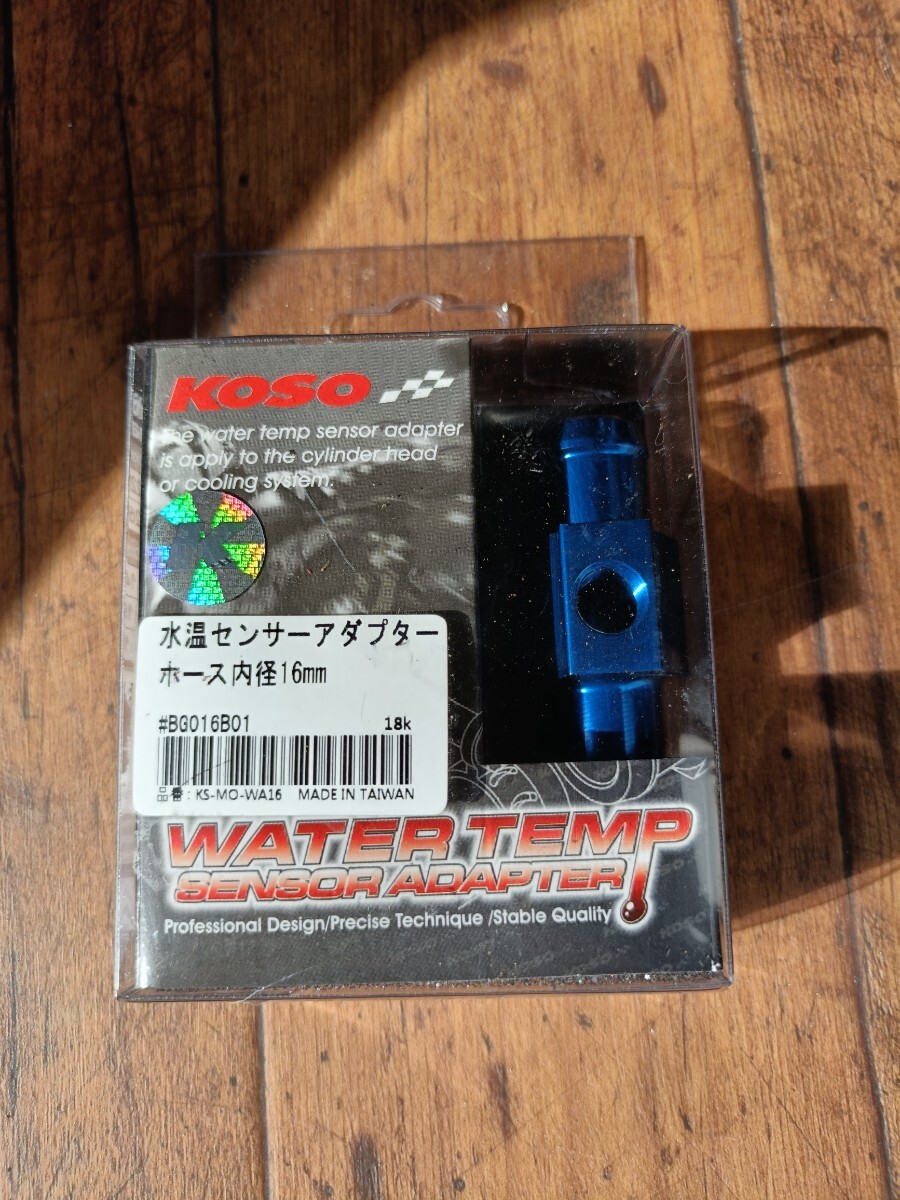 KOSO
The water temp sensor adapter
is apply to the cylinder head
or cooling system.
水温センサーアダプター
ホース内径16mm
#BG016B01 18k
品番：KS-MO-WA16 MADE IN TAIWAN
WATER TEMP
SENSOR ADAPTER
Professional Design/Precise Technique /Stable Quality